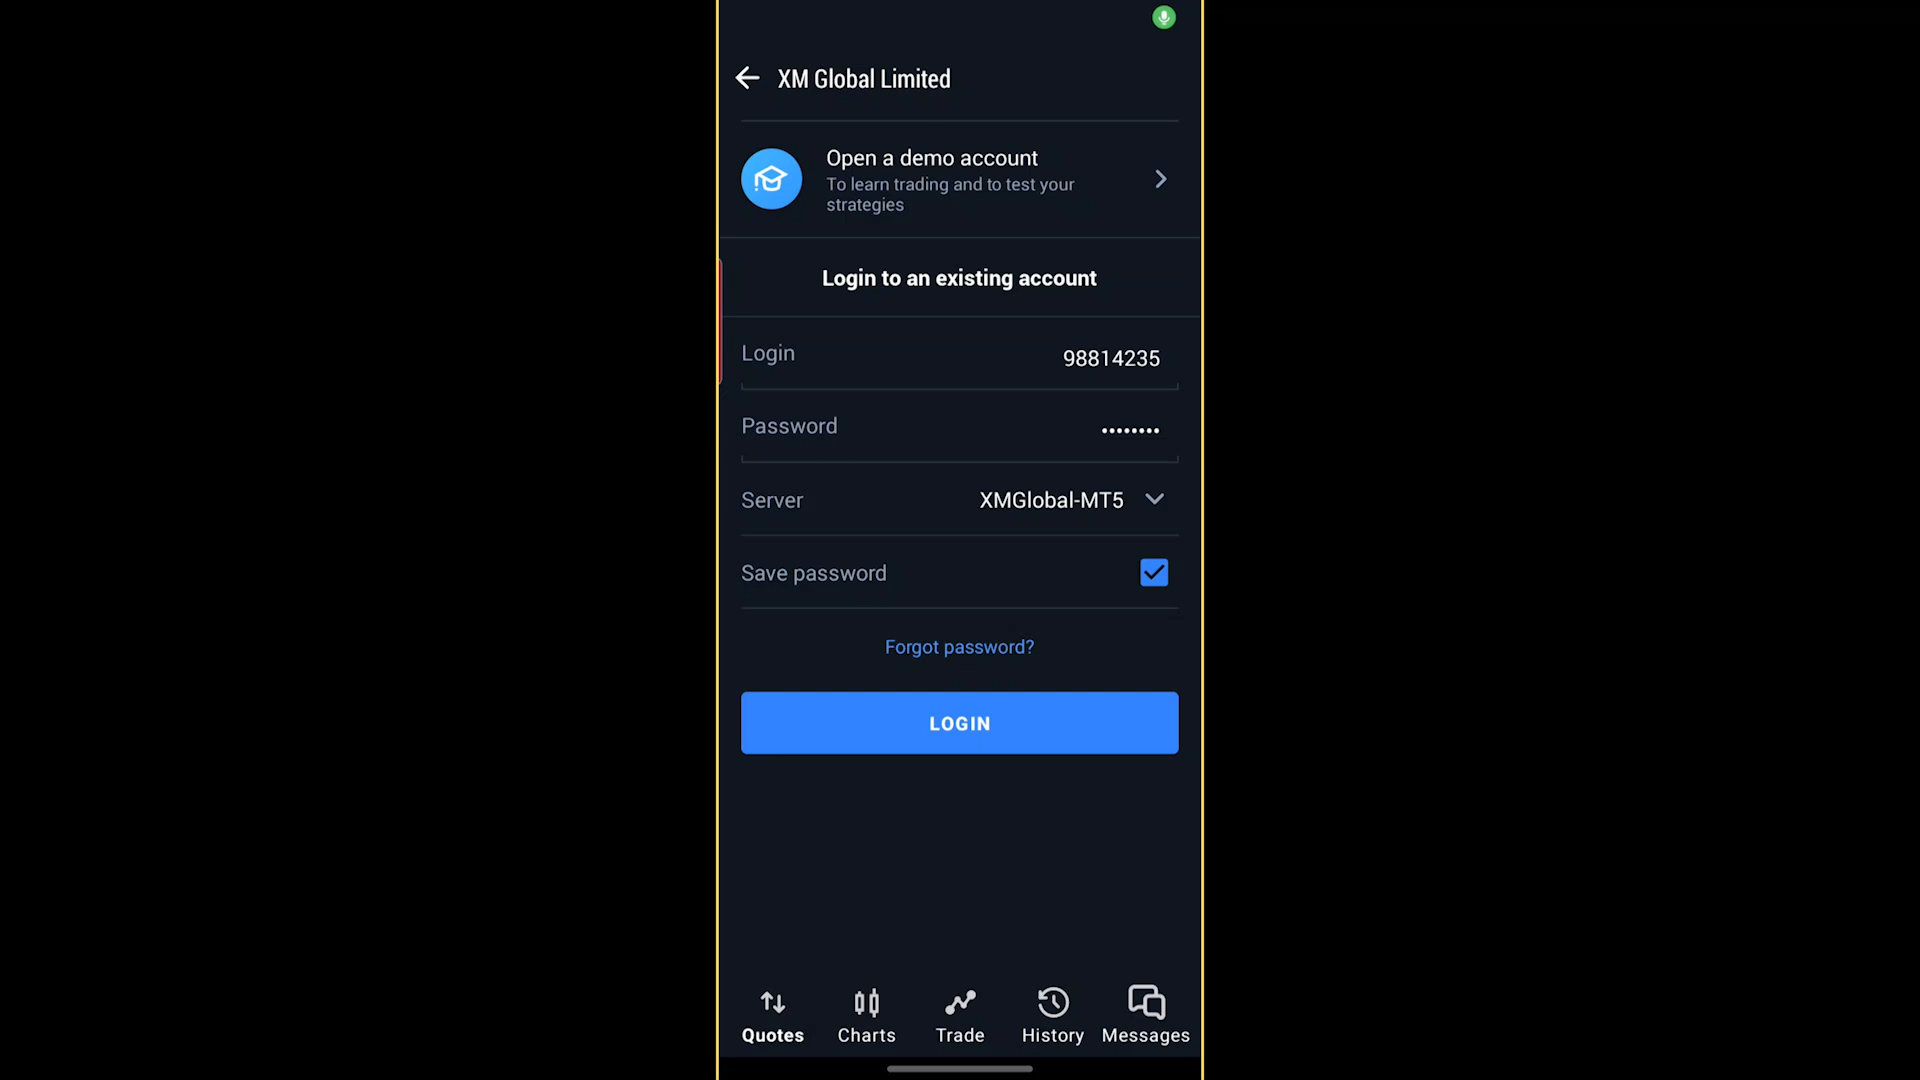 XM Global Limited
Open a demo account
To learn trading and to test your
strategies
Login to an existing account
Login 98814235
Password ••••••••
Server XMGlobal-MT5
Save password
Forgot password?
LOGIN
Quotes Charts Trade History Messages